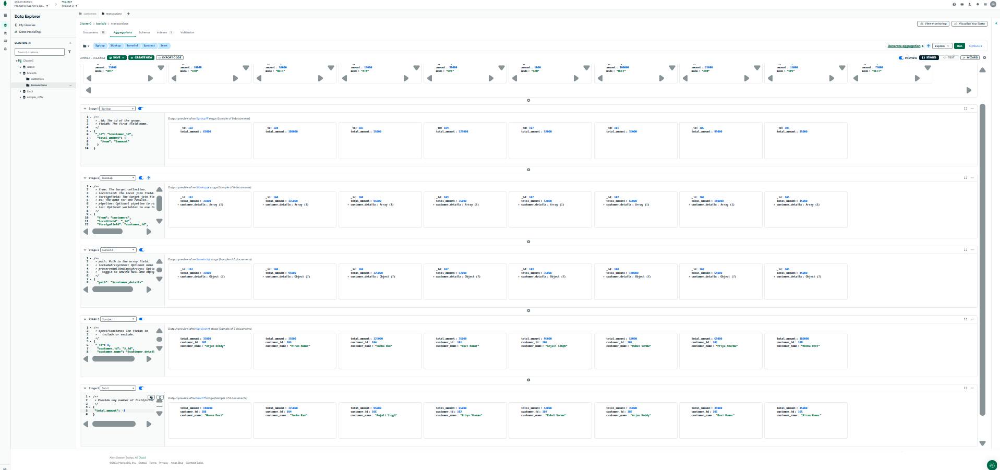 ORGANIZATION
Monisha Raghini's Or...
PROJECT
Project 0
Data Explorer
My Queries
Data Modeling
CLUSTERS (1)
Search clusters
Cluster0
admin
bankdb
customers
transactions
local
sample_mflix
customers
transactions
Cluster0 > bankdb > transactions
View monitoring
Visualize Your Data
Documents 15
Aggregations
Schema
Indexes 1
Validation
$group
$lookup
$unwind
$project
$sort
Generate aggregation
Explain
Run
Options
Untitled - modified
SAVE
CREATE NEW
EXPORT CODE
PREVIEW
{} STAGES
</> TEXT
WIZARD
amount : 25000
mode : "UPI"
amount : 10000
mode : "ATM"
amount : 50000
mode : "NEFT"
amount : 15000
mode : "ATM"
amount : 30000
mode : "UPI"
amount : 5000
mode : "ATM"
amount : 100000
mode : "NEFT"
amount : 25000
mode : "ATM"
amount : 15000
mode : "UPI"
amount : 75000
mode : "NEFT"
Stage 1 $group
1 /**
2 * _id: The id of the group.
3 * fieldN: The first field name.
4 */
5 {
6 "_id": "$customer_id",
7 "total_amount": {
8 "$sum": "$amount"
9 }
10 }
Output preview after $group stage (Sample of 8 documents)
_id: 102
total_amount : 65000
_id: 108
total_amount : 180000
_id: 103
total_amount : 35000
_id: 104
total_amount : 125000
_id: 107
total_amount : 52000
_id: 101
total_amount : 35000
_id: 106
total_amount : 95000
_id: 105
total_amount : 15000
Stage 2 $lookup
1 /**
2 * from: The target collection.
3 * localField: The local join field.
4 * foreignField: The target join fie
5 * as: The name for the results.
6 * pipeline: Optional pipeline to ru
7 * let: Optional variables to use in
8 */
9 {
10 "from": "customers",
11 "localField": "_id",
12 "foreignField": "customer_id",
Output preview after $lookup stage (Sample of 8 documents)
_id: 101
total_amount : 35000
customer_details : Array (1)
_id: 104
total_amount : 125000
customer_details : Array (1)
_id: 106
total_amount : 95000
customer_details : Array (1)
_id: 103
total_amount : 35000
customer_details : Array (1)
_id: 107
total_amount : 52000
customer_details : Array (1)
_id: 102
total_amount : 65000
customer_details : Array (1)
_id: 108
total_amount : 180000
customer_details : Array (1)
_id: 105
total_amount : 15000
customer_details : Array (1)
Stage 3 $unwind
1 /**
2 * path: Path to the array field.
3 * includeArrayIndex: Optional name
4 * preserveNullAndEmptyArrays: Optio
5 * toggle to unwind null and empty
6 */
7 {
8 "path": "$customer_details"
Output preview after $unwind stage (Sample of 8 documents)
_id: 101
total_amount : 35000
customer_details : Object (7)
_id: 106
total_amount : 95000
customer_details : Object (7)
_id: 104
total_amount : 125000
customer_details : Object (7)
_id: 107
total_amount : 52000
customer_details : Object (7)
_id: 103
total_amount : 35000
customer_details : Object (7)
_id: 108
total_amount : 180000
customer_details : Object (7)
_id: 102
total_amount : 65000
customer_details : Object (7)
_id: 105
total_amount : 15000
customer_details : Object (7)
Stage 4 $project
1 /**
2 * specifications: The fields to
3 * include or exclude.
4 */
5 {
6 "_id": 0,
7 "customer_id": "$_id",
8 "customer_name": "$customer_detail
Output preview after $project stage (Sample of 8 documents)
total_amount : 35000
customer_id : 103
customer_name : "Arjun Reddy"
total_amount : 15000
customer_id : 105
customer_name : "Kiran Kumar"
total_amount : 125000
customer_id : 104
customer_name : "Sneha Rao"
total_amount : 35000
customer_id : 101
customer_name : "Ravi Kumar"
total_amount : 95000
customer_id : 106
customer_name : "Anjali Singh"
total_amount : 52000
customer_id : 107
customer_name : "Rahul Verma"
total_amount : 65000
customer_id : 102
customer_name : "Priya Sharma"
total_amount : 180000
customer_id : 108
customer_name : "Meena Devi"
Stage 5 $sort
1 /**
2 * Provide any number of field/order
3 */
4 {
5 "total_amount": -1
6 }
Output preview after $sort stage (Sample of 8 documents)
total_amount : 180000
customer_id : 108
customer_name : "Meena Devi"
total_amount : 125000
customer_id : 104
customer_name : "Sneha Rao"
total_amount : 95000
customer_id : 106
customer_name : "Anjali Singh"
total_amount : 65000
customer_id : 102
customer_name : "Priya Sharma"
total_amount : 52000
customer_id : 107
customer_name : "Rahul Verma"
total_amount : 35000
customer_id : 103
customer_name : "Arjun Reddy"
total_amount : 35000
customer_id : 101
customer_name : "Ravi Kumar"
total_amount : 15000
customer_id : 105
customer_name : "Kiran Kumar"
Alert System Status: All Good
©2026 MongoDB, Inc. Status Terms Privacy Atlas Blog Contact Sales